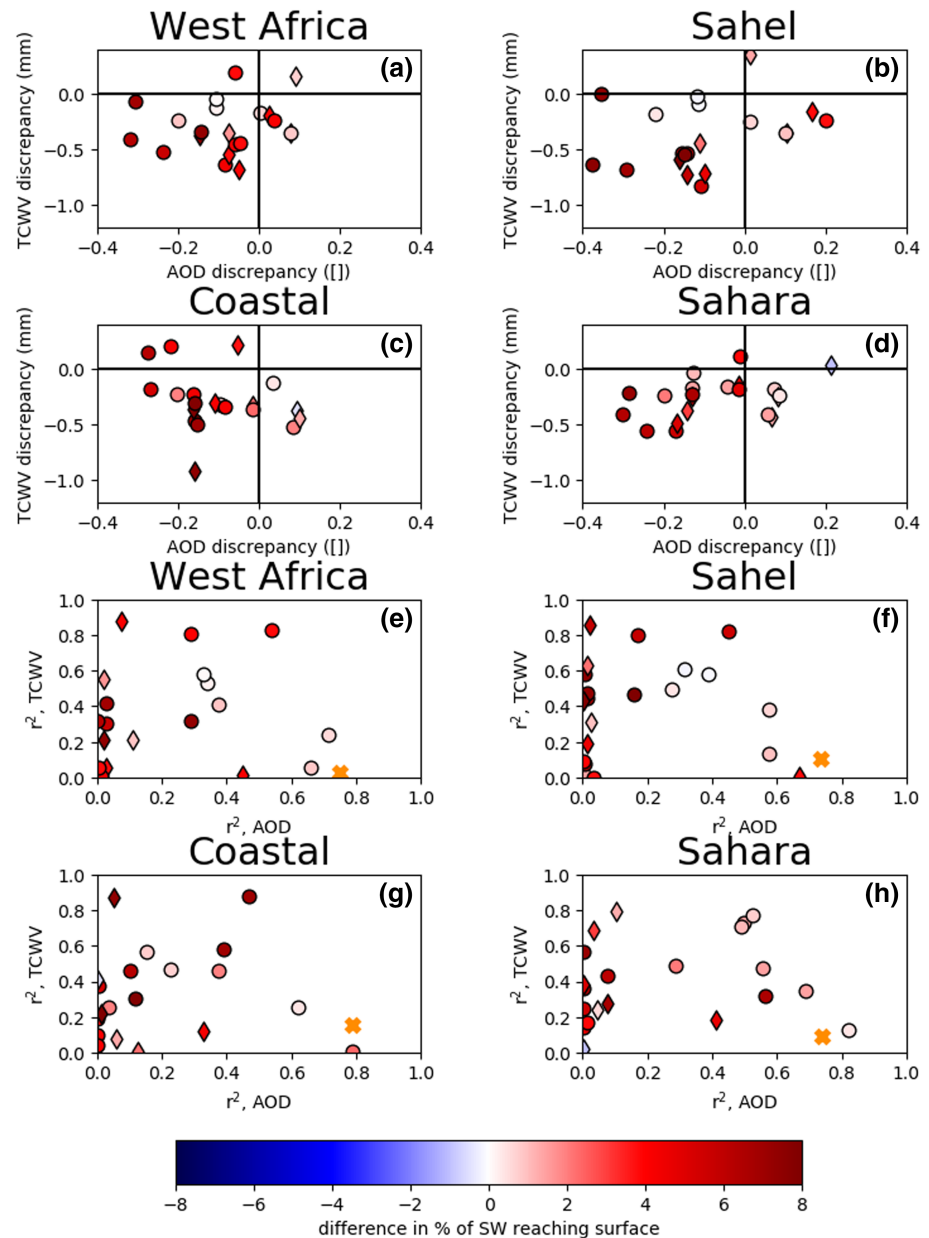 West Africa
(a)
TCWV discrepancy (mm)
0.0
−0.5
−1.0
−0.4 −0.2 0.0 0.2 0.4
AOD discrepancy ([])
Sahel
(b)
TCWV discrepancy (mm)
0.0
−0.5
−1.0
−0.4 −0.2 0.0 0.2 0.4
AOD discrepancy ([])
Coastal
(c)
TCWV discrepancy (mm)
0.0
−0.5
−1.0
−0.4 −0.2 0.0 0.2 0.4
AOD discrepancy ([])
Sahara
(d)
TCWV discrepancy (mm)
0.0
−0.5
−1.0
−0.4 −0.2 0.0 0.2 0.4
AOD discrepancy ([])
West Africa
(e)
r², TCWV
1.0
0.8
0.6
0.4
0.2
0.0
0.0 0.2 0.4 0.6 0.8 1.0
r², AOD
Sahel
(f)
r², TCWV
1.0
0.8
0.6
0.4
0.2
0.0
0.0 0.2 0.4 0.6 0.8 1.0
r², AOD
Coastal
(g)
r², TCWV
1.0
0.8
0.6
0.4
0.2
0.0
0.0 0.2 0.4 0.6 0.8 1.0
r², AOD
Sahara
(h)
r², TCWV
1.0
0.8
0.6
0.4
0.2
0.0
0.0 0.2 0.4 0.6 0.8 1.0
r², AOD
−8 −6 −4 −2 0 2 4 6 8
difference in % of SW reaching surface